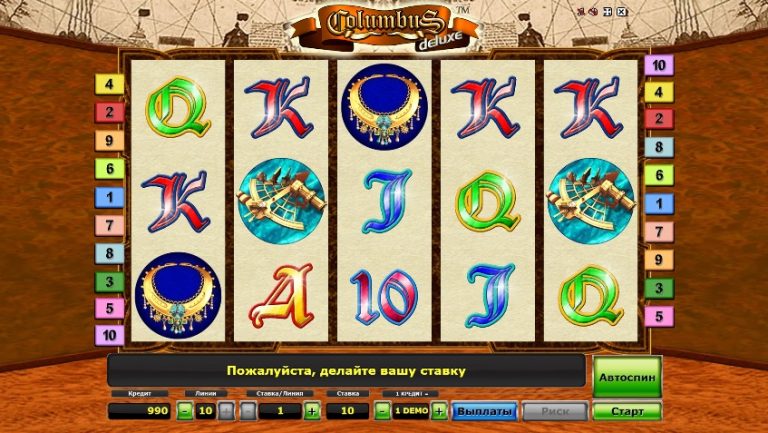 Columbus™
deluxe
10
4 4
2 2
9 8
6 6
1 1
7 7
8 9
3 3
5 5
10
Q K K K
K J Q
A 10 J Q
Пожалуйста, делайте вашу ставку
Автоспин
Кредит Линии Ставка/Линия Ставка 1 КРЕДИТ =
990 - 10 + - 1 + 10 - 1 DEMO + Выплаты Риск Старт